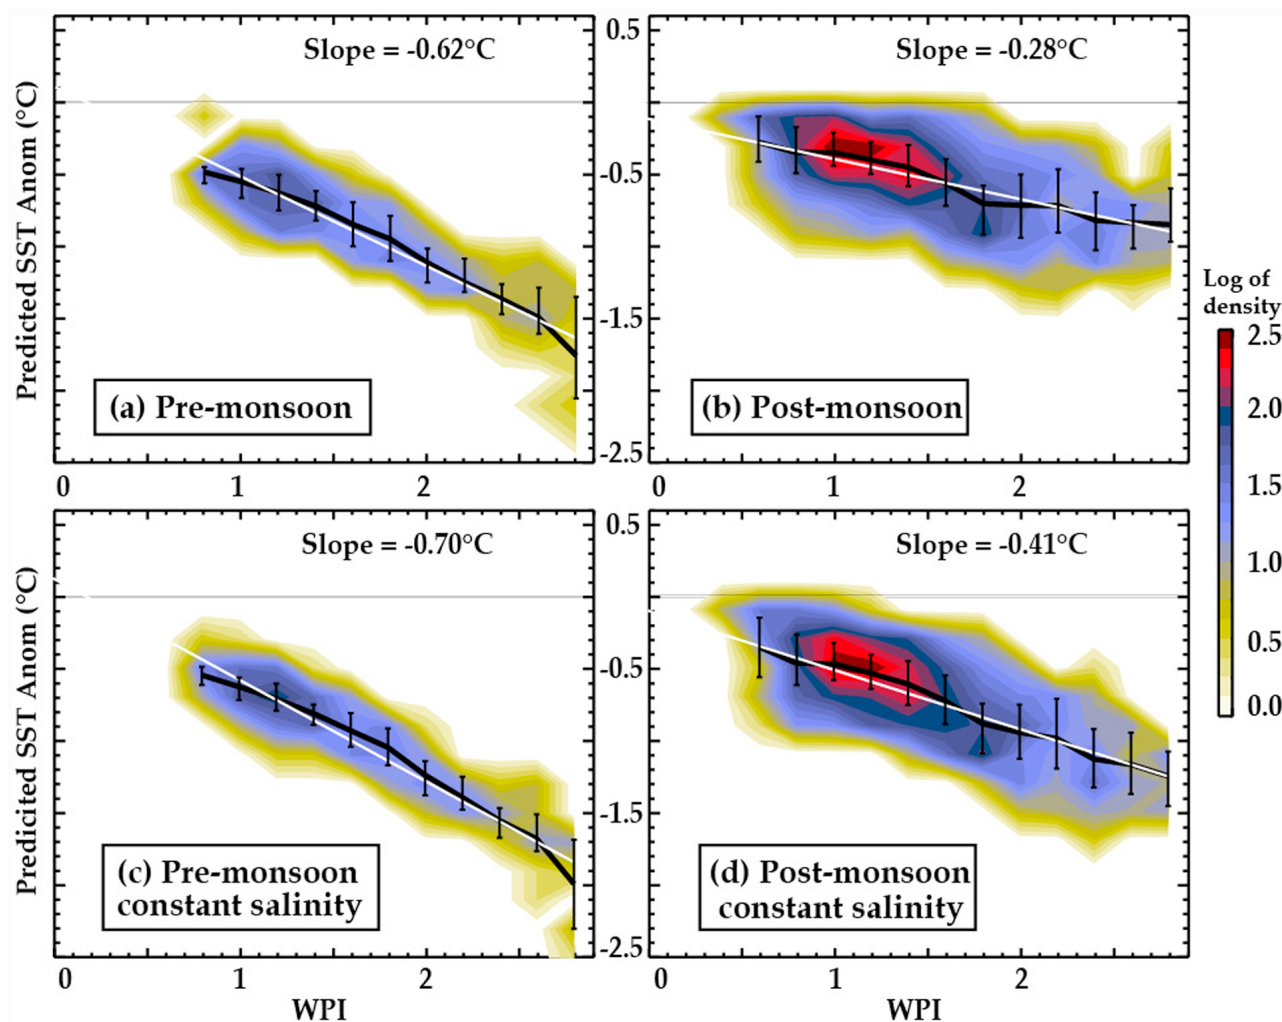 Slope = -0.62°C
Predicted SST Anom (°C)
(a) Pre-monsoon
0 1 2
0.5
-0.5
-1.5
-2.5
Slope = -0.28°C
(b) Post-monsoon
0 1 2
Log of
density
2.5
2.0
1.5
1.0
0.5
0.0
Slope = -0.70°C
Predicited SST Anom (°C)
(c) Pre-monsoon
constant salinity
0 1 2
WPI
0.5
-0.5
-1.5
-2.5
Slope = -0.41°C
(d) Post-monsoon
constant salinity
0 1 2
WPI